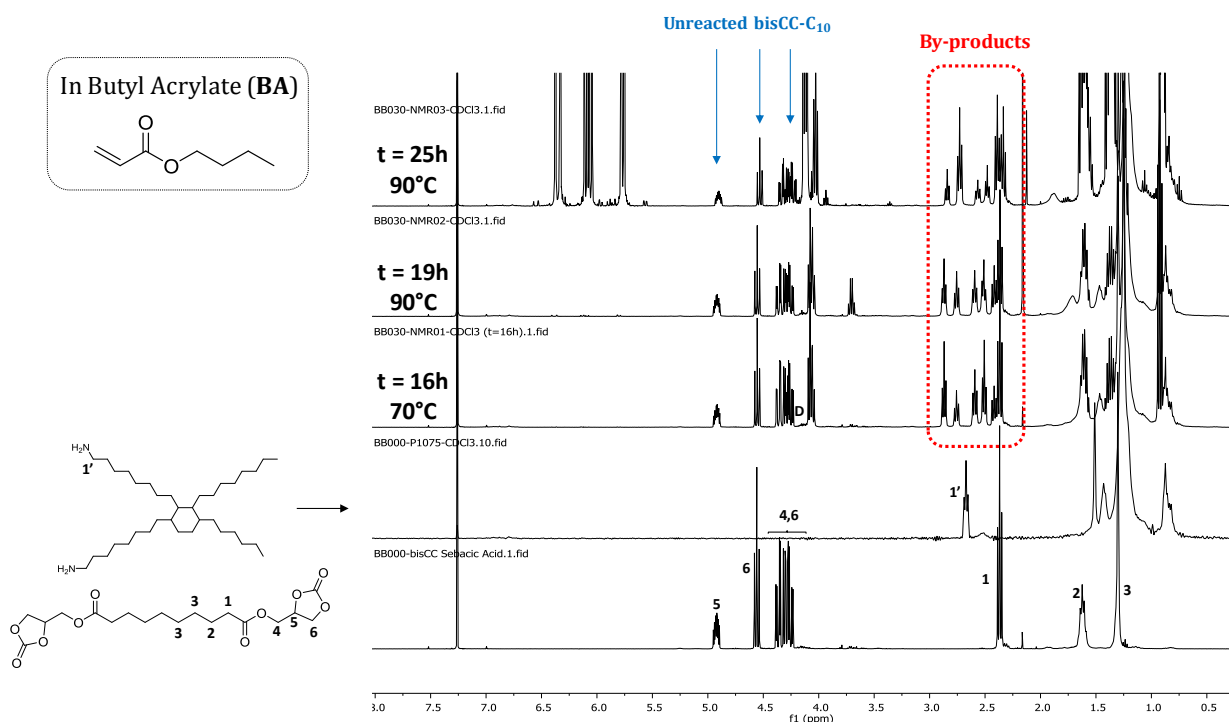 Unreacted bisCC-C10
By-products
In Butyl Acrylate (BA)
O
O
BB030-NMR03-CDCl3.1.fid
t = 25h
90°C
BB030-NMR02-CDCl3.1.fid
t = 19h
90°C
BB030-NMR01-CDCl3 (t=16h).1.fid
t = 16h
70°C
D
BB000-P1075-CDCl3.10.fid
NH2
1'
1'
H2N
4,6
BB000-bisCC Sebacic Acid.1.fid
6
5
1
2
3
O
O
O
O
O
O
O
O
O
O
3
3
2
1
4
5
6
8.0 7.5 7.0 6.5 6.0 5.5 5.0 4.5 4.0 3.5 3.0 2.5 2.0 1.5 1.0 0.5
f1 (ppm)